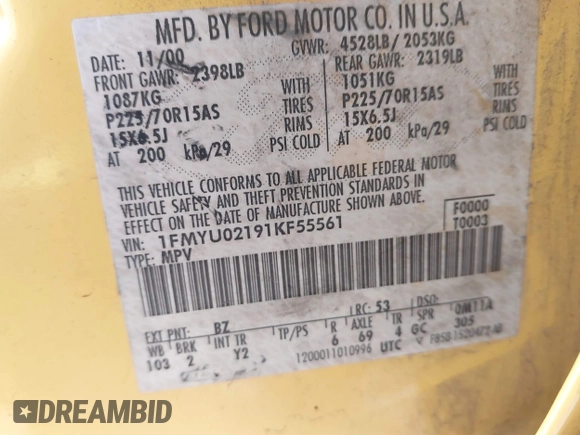 MFD. BY FORD MOTOR CO. IN U.S.A.
DATE: 11/00 GVWR: 4528LB/ 2053KG
FRONT GAWR: 2398LB REAR GAWR: 2319LB
1087KG WITH 1051KG WITH
P225/70R15AS TIRES P225/70R15AS TIRES
15X6.5J RIMS 15X6.5J RIMS
AT 200 kPa/29 PSI COLD AT 200 kPa/29 PSI COLD
THIS VEHICLE CONFORMS TO ALL APPLICABLE FEDERAL MOTOR
VEHICLE SAFETY AND THEFT PREVENTION STANDARDS IN
EFFECT ON THE DATE OF MANUFACTURE SHOWN ABOVE.
VIN: 1FMYU02191KF55561 F0000
TYPE: MPV T0003
EXT PNT: BZ RC: 53 DSO:
WB BRK INT TR TP/PS R AXLE TR SPR 0M11A
103 2 Y2 6 69 4 GC 305
1200011010996 UTC
DREAMBID